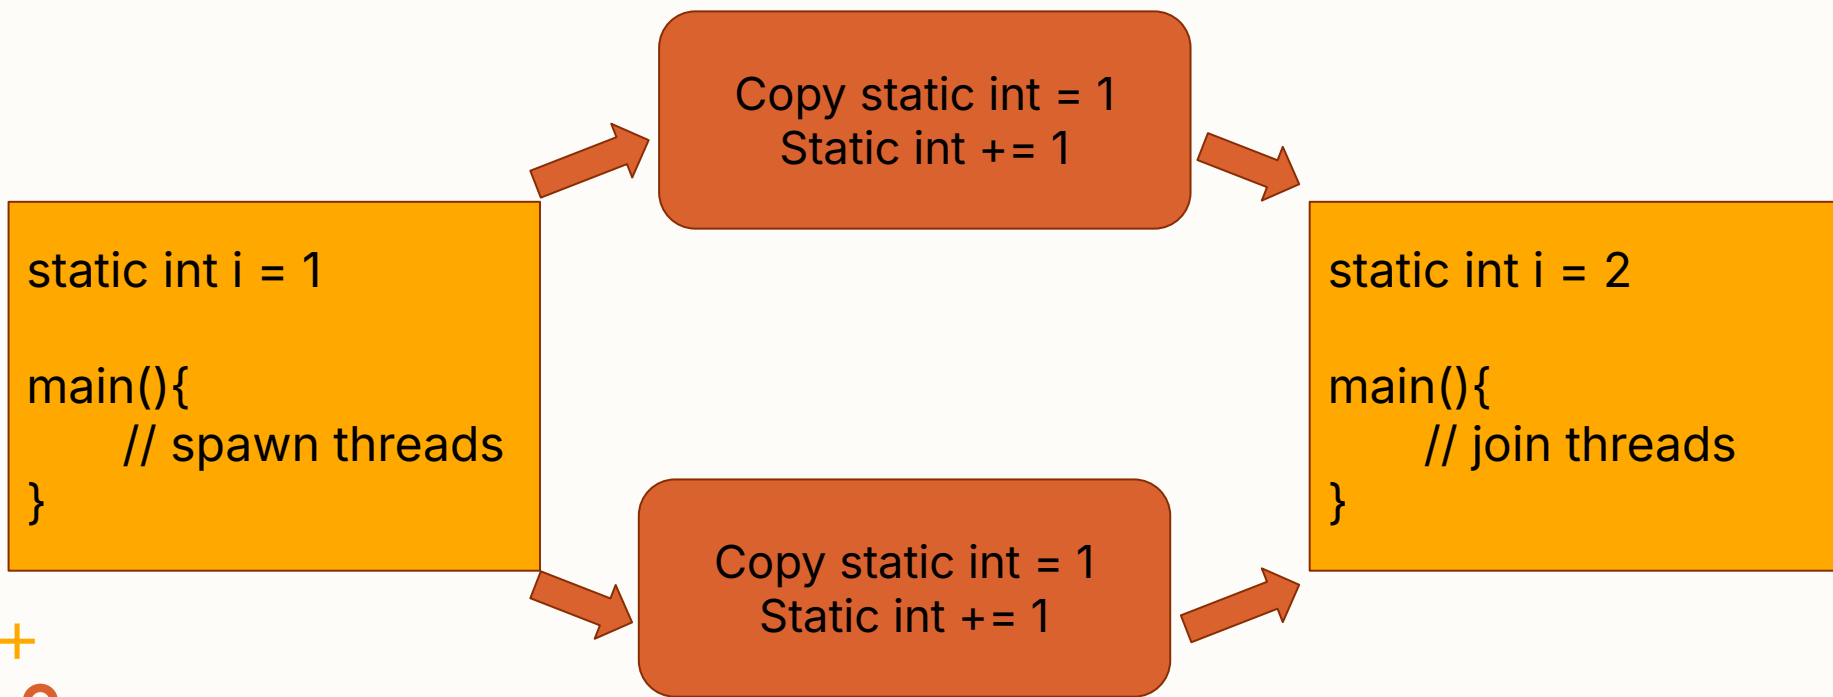 Copy static int = 1
Static int += 1
static int i = 1
main(){
// spawn threads
}
static int i = 2
main(){
// join threads
}
Copy static int = 1
Static int += 1